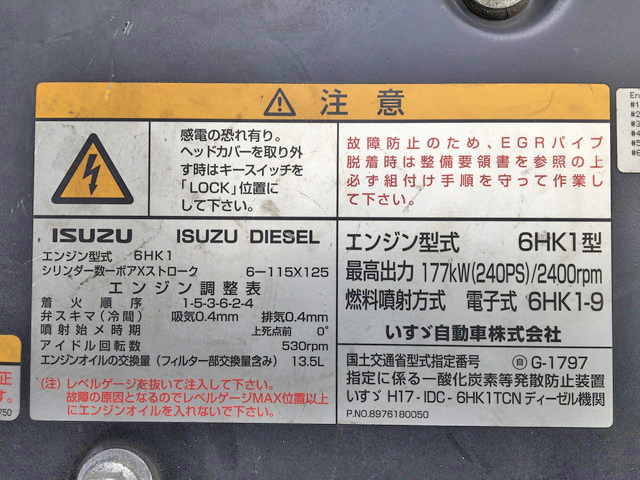 注意
感電の恐れ有り。
ヘッドカバーを取り外
す時はキースイッチを
「LOCK」位置に
して下さい。
故障防止のため、EGRパイプ
脱着時は整備要領書を参照の上
必ず組付け手順を守って作業し
て下さい。
ISUZU ISUZU DIESEL
エンジン型式 6HK1
シリンダー数ーボアXストローク 6-115X125
エンジン調整表
着火順序 1-5-3-6-2-4
弁スキマ(冷間) 吸気0.4mm 排気0.4mm
噴射始メ時期 上死点前 0°
アイドル回転数 530rpm
エンジンオイルの交換量(フィルター部交換量含み) 13.5L
(注) レベルゲージを抜いて注入して下さい。
故障の原因となるのでレベルゲージMAX位置以上
にエンジンオイルを入れないで下さい。
エンジン型式 6HK1型
最高出力 177kW(240PS)/2400rpm
燃料噴射方式 電子式 6HK1-9
いすゞ自動車株式会社
国土交通省型式指定番号 自 G-1797
指定に係る一酸化炭素等発散防止装置
いすゞ H17-IDC-6HK1TCN ディーゼル機関
P.NO.8976180050
En
#1
#2
#3
#4
#5
#6
正
す。
750